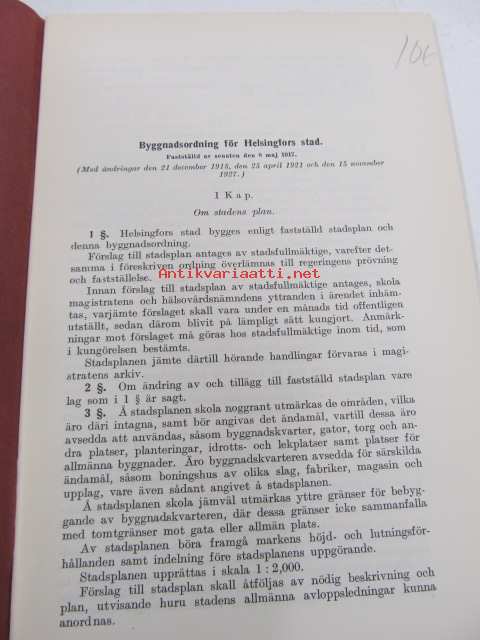 10€
Byggnadsordning för Helsingfors stad.
Fastställd av senaten den 8 maj 1917.
(Med ändringar den 21 december 1918, den 25 april 1921 och den 15 november
1927.)
1 Kap.
Om stadens plan.
1 §. Helsingfors stad bygges enligt fastställd stadsplan och
denna byggnadsordning.
Förslag till stadsplan antages av stadsfullmäktige, varefter det-
samma i föreskriven ordning överlämnas till regeringens prövning
och fastställelse.
Antikvariaatti.net
Innan förslag till stadsplan av stadsfullmäktige antages, skola
magistratens och hälsovårdsnämndens yttranden i ärendet inhäm-
tas, varjämte förslaget skall vara under en månads tid offentligen
utställt, sedan därom blivit på lämpligt sätt kungjort. Anmärk-
ningar mot förslaget må göras hos stadsfullmäktige inom tid, som
i kungörelsen bestämts.
Stadsplanen jämte därtill hörande handlingar förvaras i magi-
stratens arkiv.
2 §. Om ändring av och tillägg till fastställd stadsplan vare
lag som i 1 § är sagt.
3 §. Å stadsplanen skola noggrant utmärkas de områden, vilka
äro däri intagna, samt bör angivas det ändamål, vartill dessa äro
avsedda att användas, såsom byggnadskvarter, gator, torg och an-
dra platser, planteringar, idrotts- och lekplatser samt platser för
allmänna byggnader. Äro byggnadskvarteren avsedda för särskilda
ändamål, såsom boningshus av olika slag, fabriker, magasin och
upplag, vare även sådant angivet å stadsplanen.
Å stadsplanen skola jämväl utmärkas yttre gränser för bebyg-
gande av byggnadskvarteren, där dessa gränser icke sammanfalla
med tomtgränser mot gata eller allmän plats.
Av stadsplanen böra framgå markens höjd- och lutningsför-
hållanden samt indelning före stadsplanens uppgörande.
Stadsplanen upprättas i skala 1 : 2,000.
Förslag till stadsplan skall åtföljas av nödig beskrivning och
plan, utvisande huru stadens allmänna avloppsledningar kunna
anordnas.